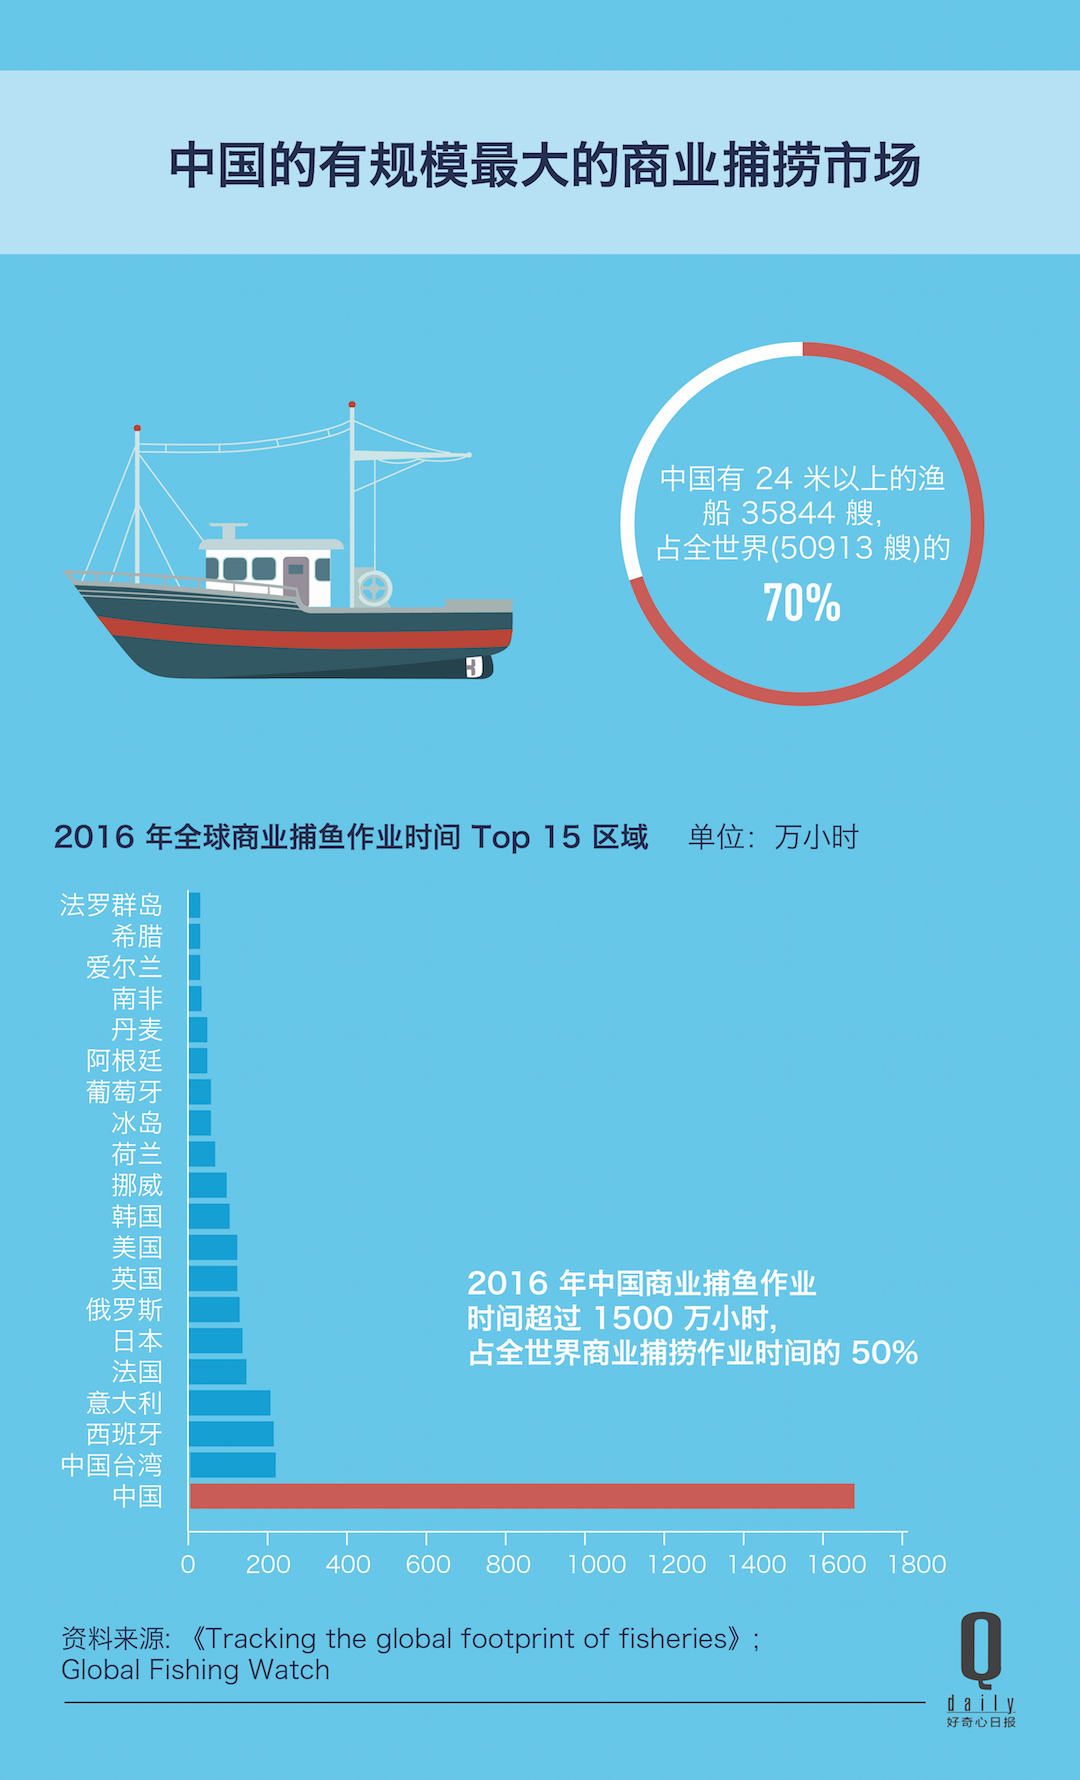 中国的有规模最大的商业捕捞市场
中国有 24 米以上的渔
船 35844 艘，
占全世界(50913 艘)的
70%
2016 年全球商业捕鱼作业时间 Top 15 区域 单位：万小时
法罗群岛
希腊
爱尔兰
南非
丹麦
阿根廷
葡萄牙
冰岛
荷兰
挪威
韩国
美国
英国
俄罗斯
日本
法国
意大利
西班牙
中国台湾
中国
2016 年中国商业捕鱼作业
时间超过 1500 万小时，
占全世界商业捕捞作业时间的 50%
0 200 400 600 800 1000 1200 1400 1600 1800
资料来源: 《Tracking the global footprint of fisheries》;
Global Fishing Watch
Q
daily
好奇心日报